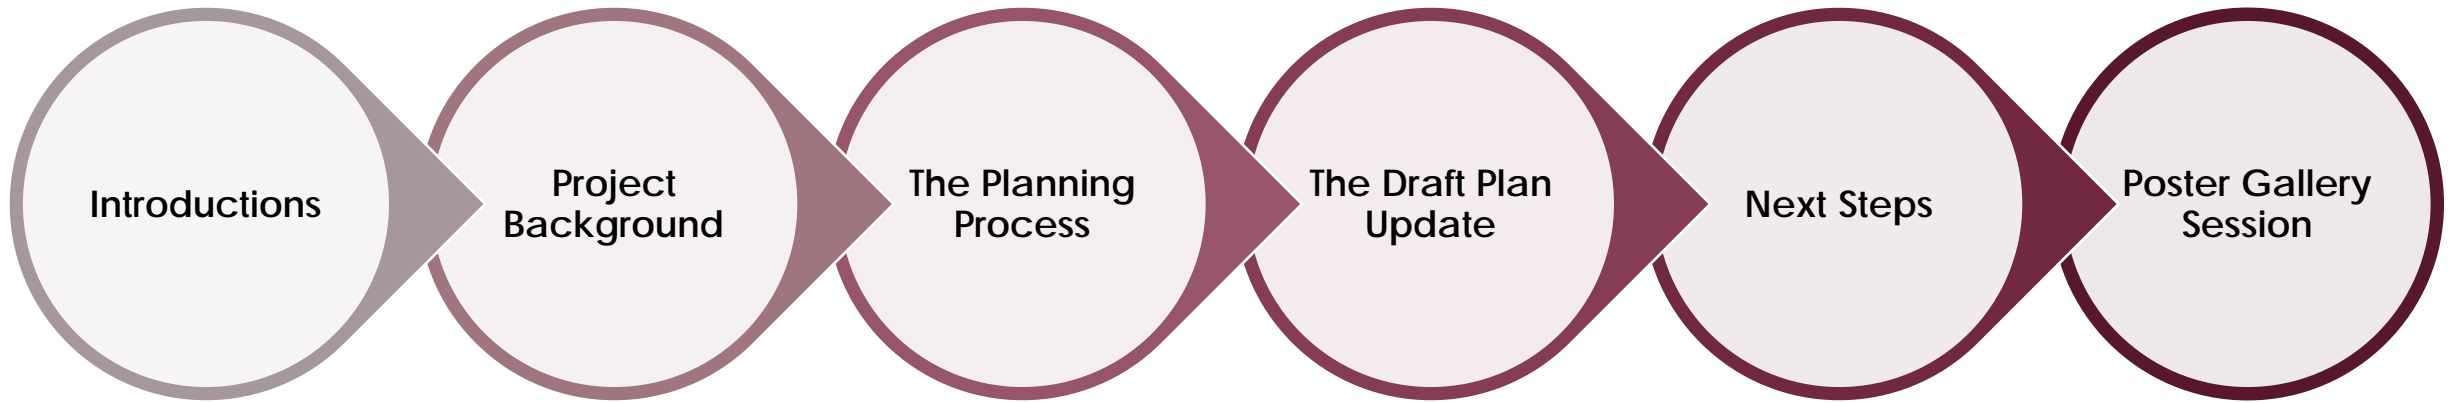 Introductions
Project
Background
The Planning
Process
The Draft Plan
Update
Next Steps
Poster Gallery
Session